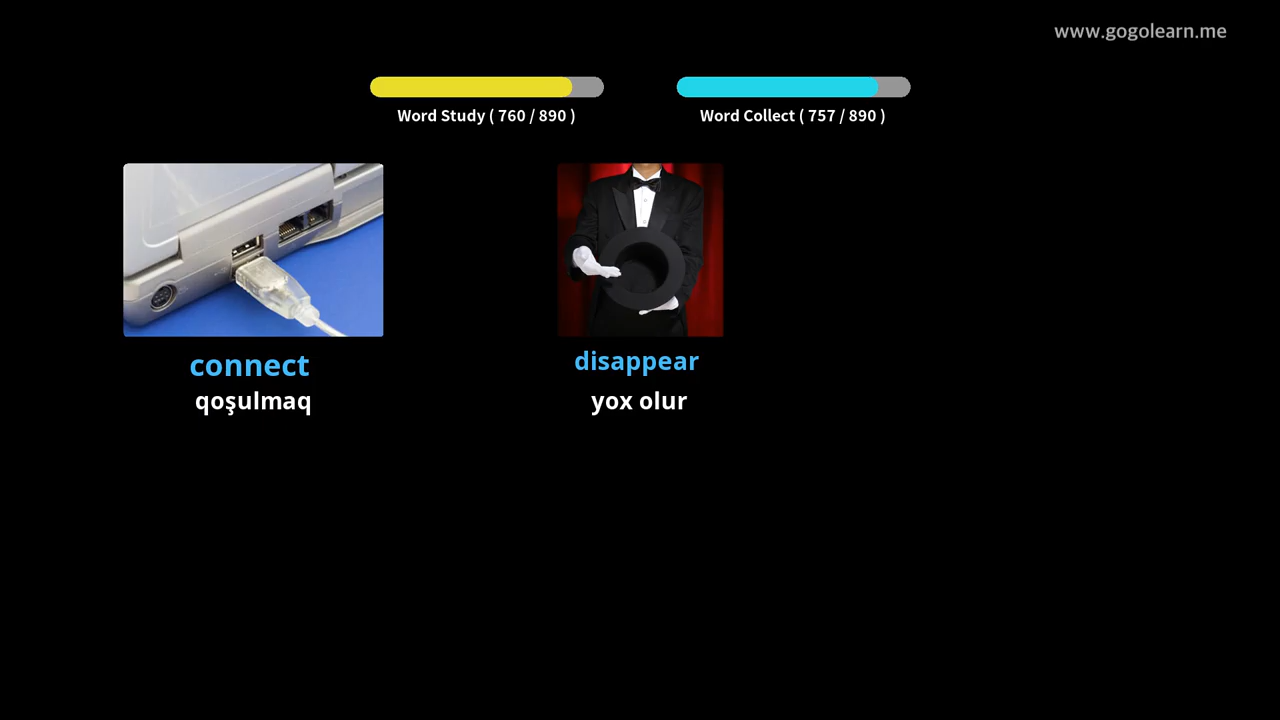 www.gogolearn.me
Word Study ( 760 / 890 )
Word Collect ( 757 / 890 )
connect
qoşulmaq
disappear
yox olur